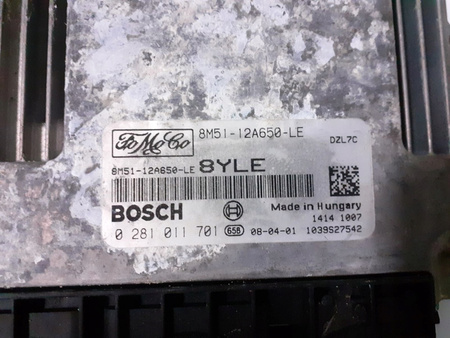 FoMoCo 8M51-12A650-LE DZL7C
8M51-12A650-LE 8YLE
BOSCH Made in Hungary
1414 1007
0 281 011 701 658 08-04-01 1039S27542